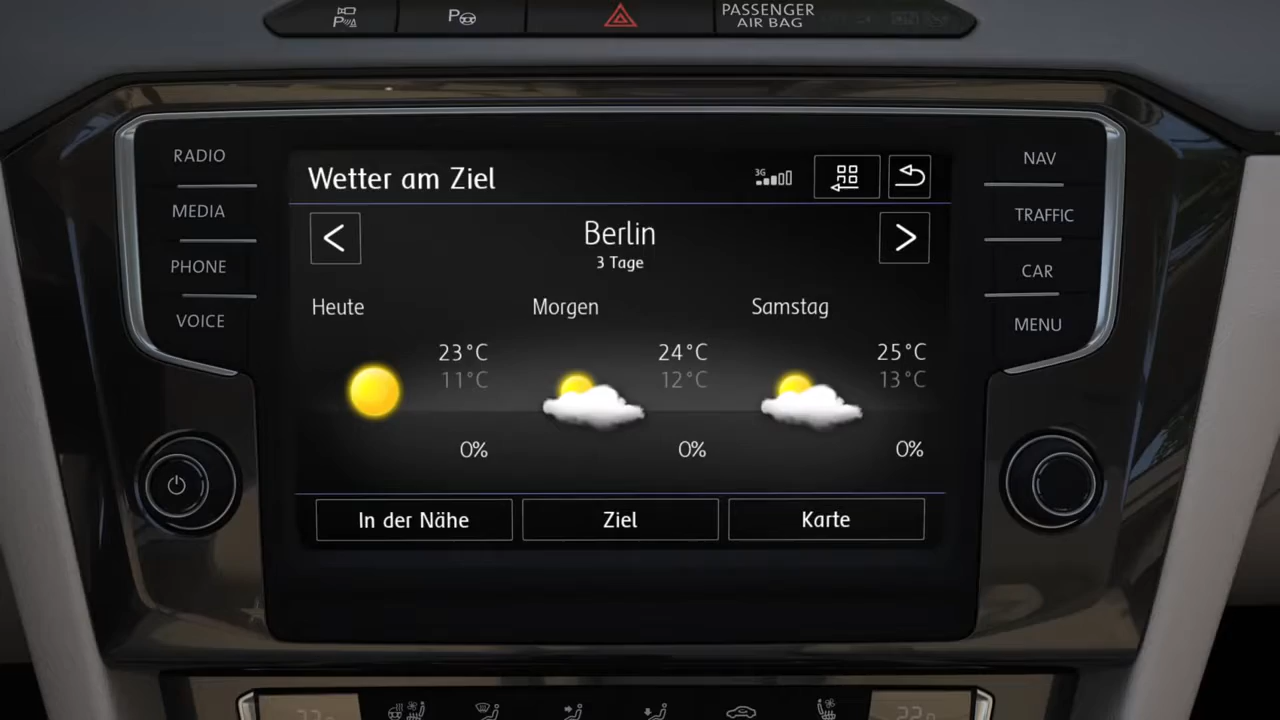 PASSENGER
AIR BAG
RADIO
MEDIA
PHONE
VOICE
Wetter am Ziel
3G
Berlin
3 Tage
Heute
Morgen
Samstag
23°C
11°C
24°C
12°C
25°C
13°C
0%
0%
0%
In der Nähe
Ziel
Karte
NAV
TRAFFIC
CAR
MENU